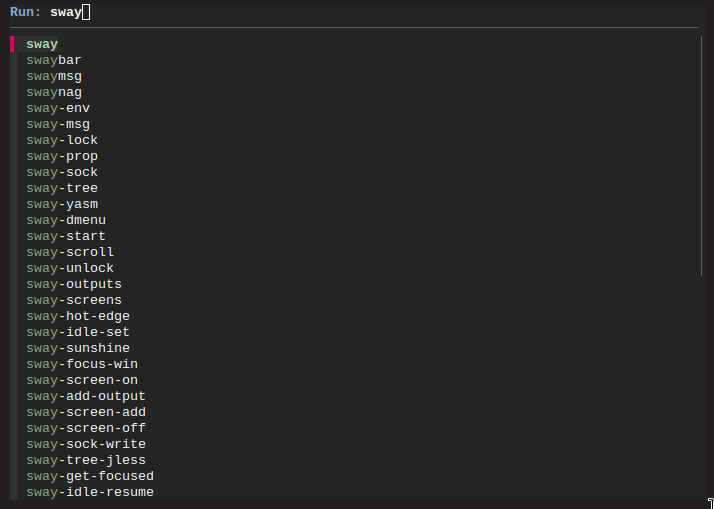 Run: sway
sway
swaybar
swaymsg
swaynag
sway-env
sway-msg
sway-lock
sway-prop
sway-sock
sway-tree
sway-yasm
sway-dmenu
sway-start
sway-scroll
sway-unlock
sway-outputs
sway-screens
sway-hot-edge
sway-idle-set
sway-sunshine
sway-focus-win
sway-screen-on
sway-add-output
sway-screen-add
sway-screen-off
sway-sock-write
sway-tree-jless
sway-get-focused
sway-idle-resume